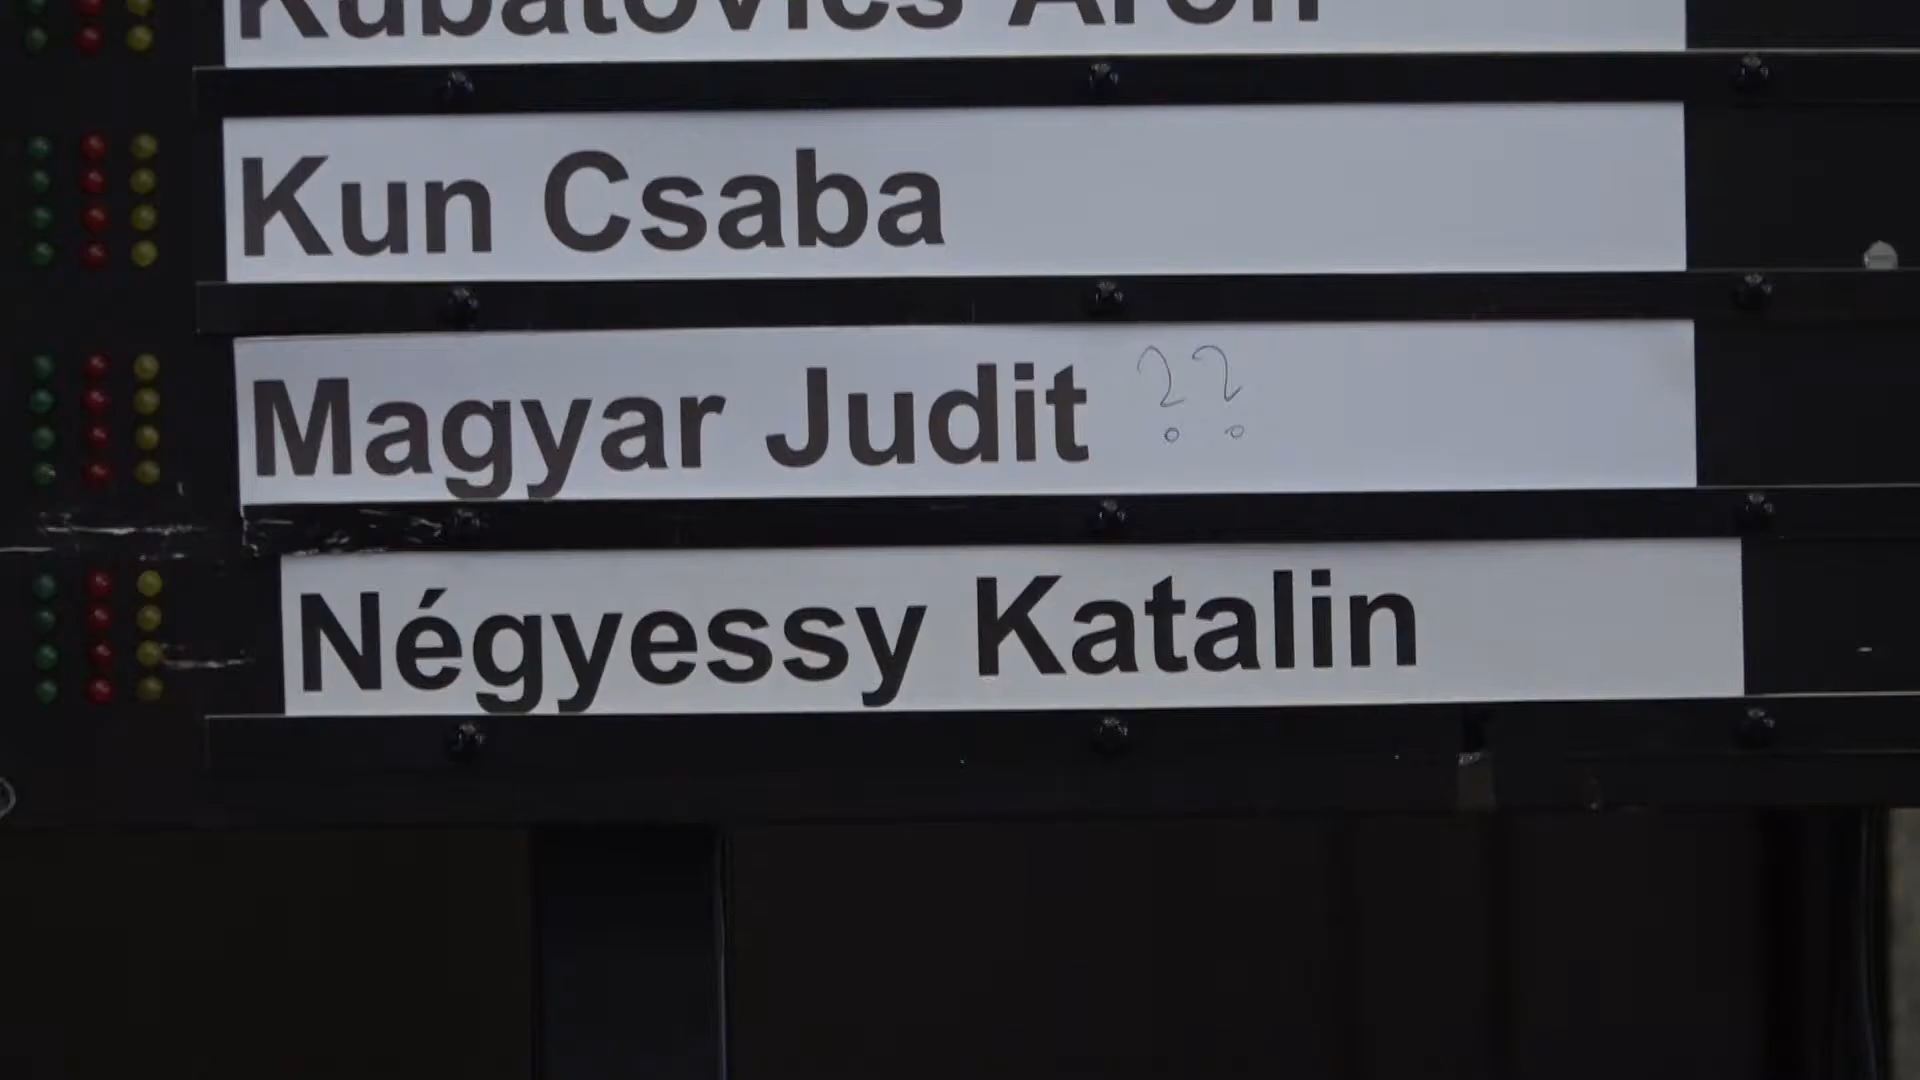 Kubatovics Áron
Kun Csaba
Magyar Judit ??
Négyessy Katalin